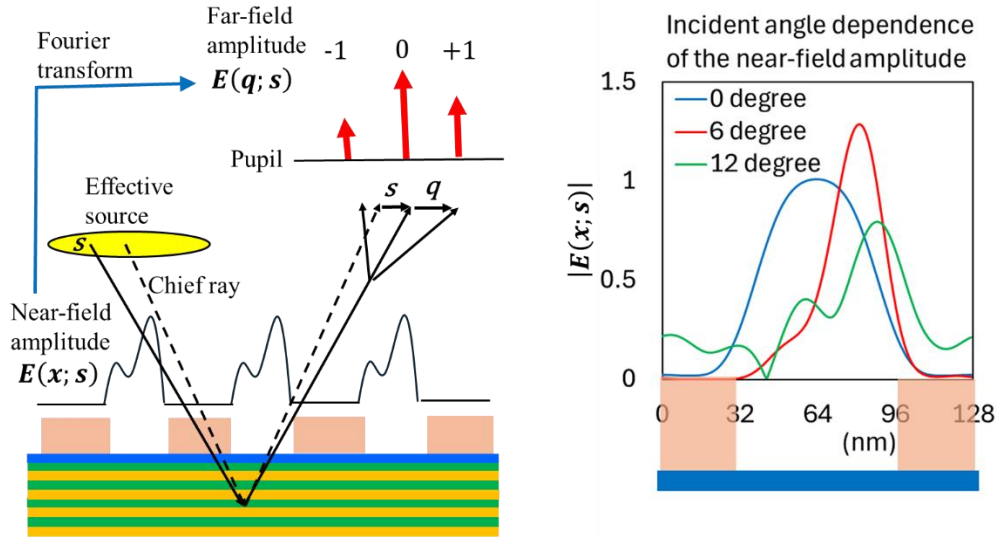 Fourier
transform
Far-field
amplitude
E(q; s)
-1 0 +1
Pupil
s q
Effective
source
s
Chief ray
Near-field
amplitude
E(x; s)
Incident angle dependence
of the near-field amplitude
|E(x; s)|
1.5
1
0.5
0
0 degree
6 degree
12 degree
0 32 64 96 128
(nm)